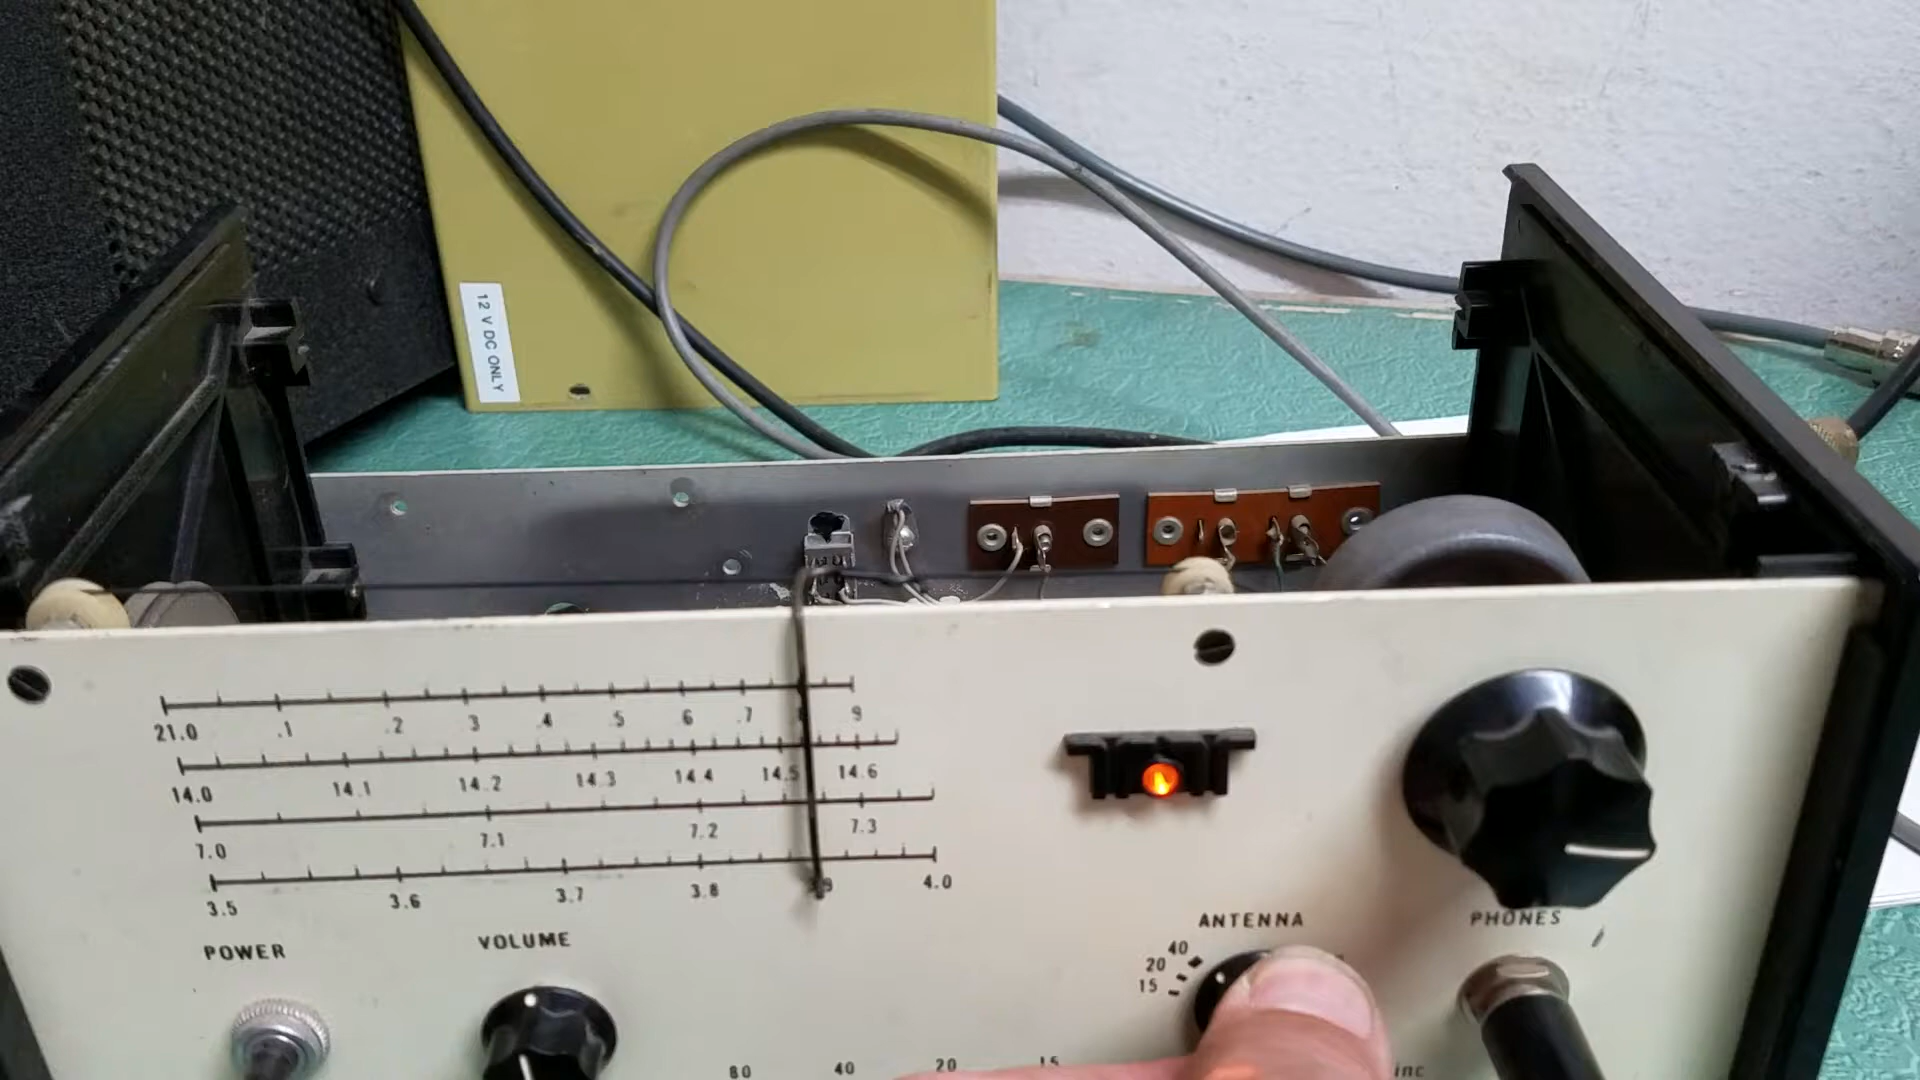 12 V DC ONLY
21.0 .1 .2 .3 .4 .5 .6 .7 9
14.0 14.1 14.2 14.3 14.4 14.5 14.6
7.0 7.1 7.2 7.3
3.5 3.6 3.7 3.8 4.0
POWER
VOLUME
ANTENNA
PHONES
40
20
15
80 40 20 15
inc